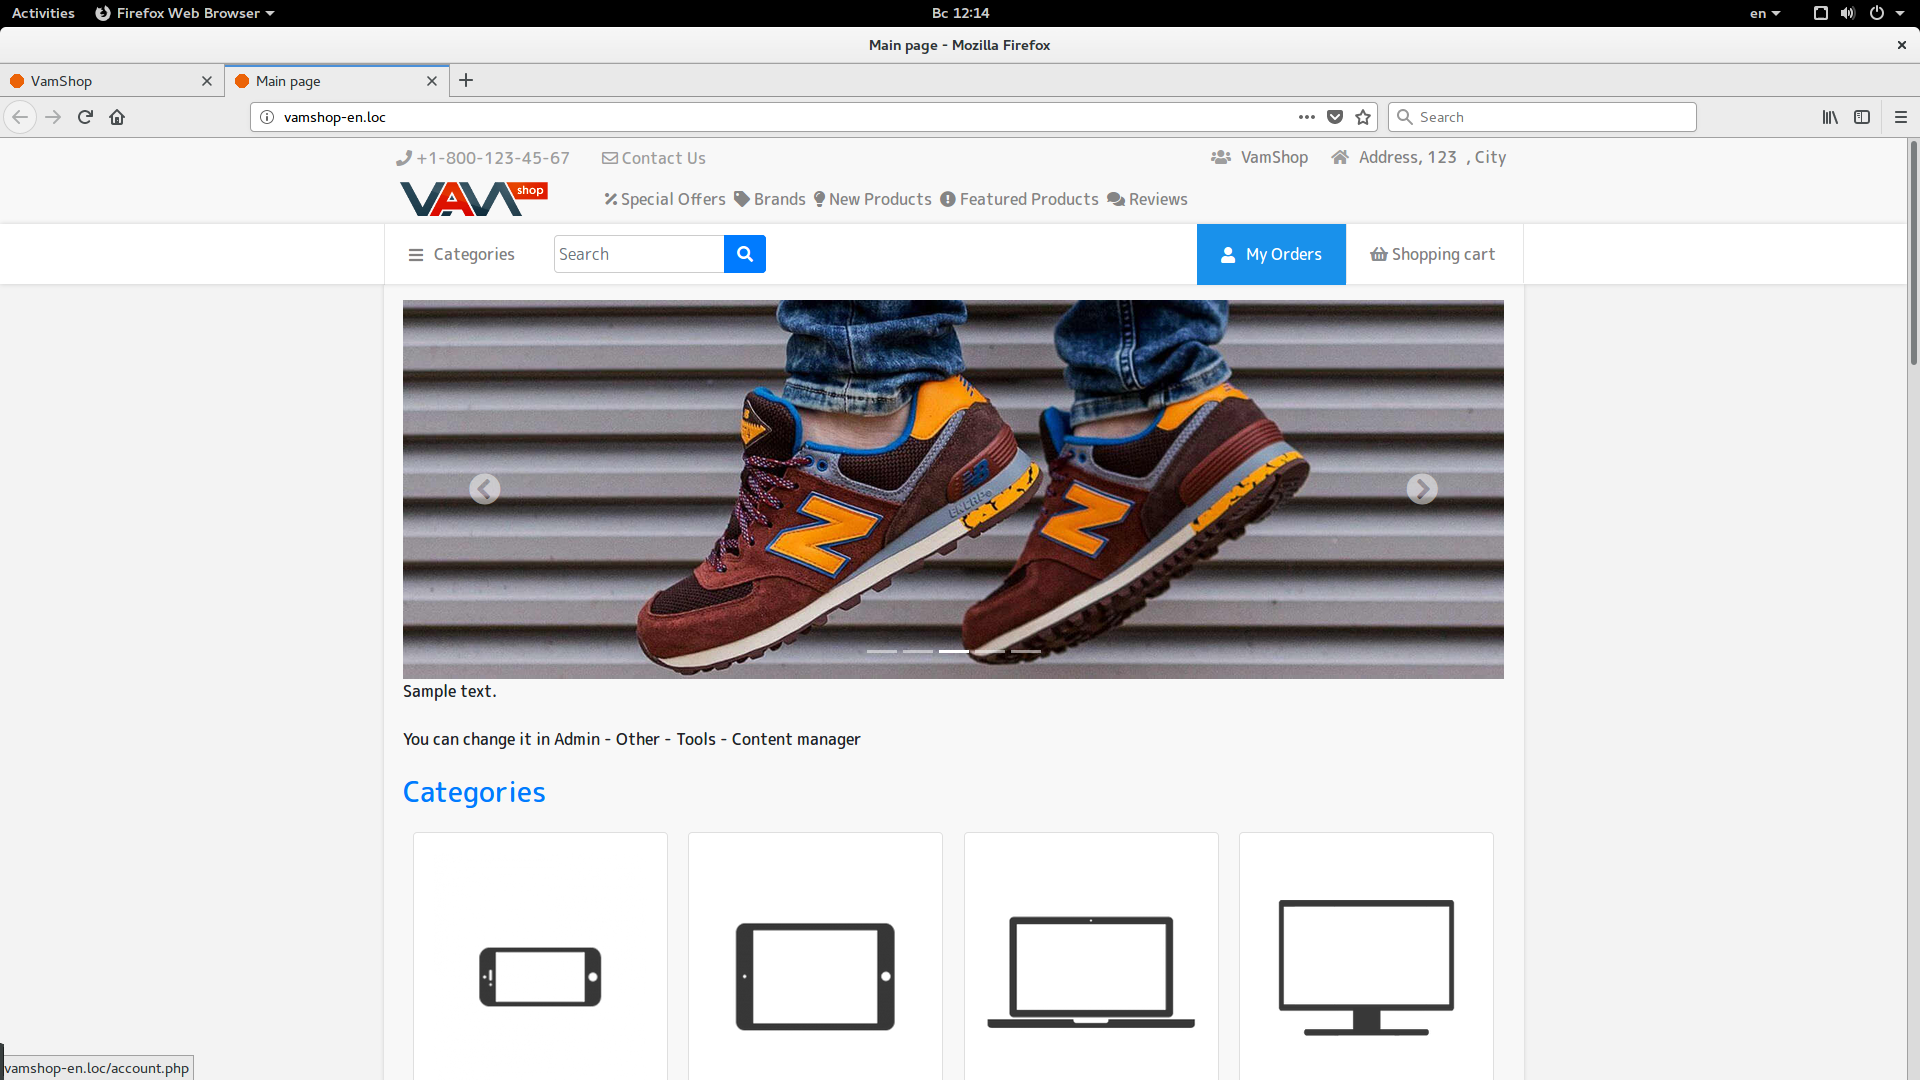 Activities Firefox Web Browser Вс 12:14 en
Main page - Mozilla Firefox
VamShop Main page
vamshop-en.loc Search
+1-800-123-45-67 Contact Us VamShop Address, 123 , City
VAM shop Special Offers Brands New Products Featured Products Reviews
Categories Search My Orders Shopping cart
Sample text.
You can change it in Admin - Other - Tools - Content manager
Categories
vamshop-en.loc/account.php